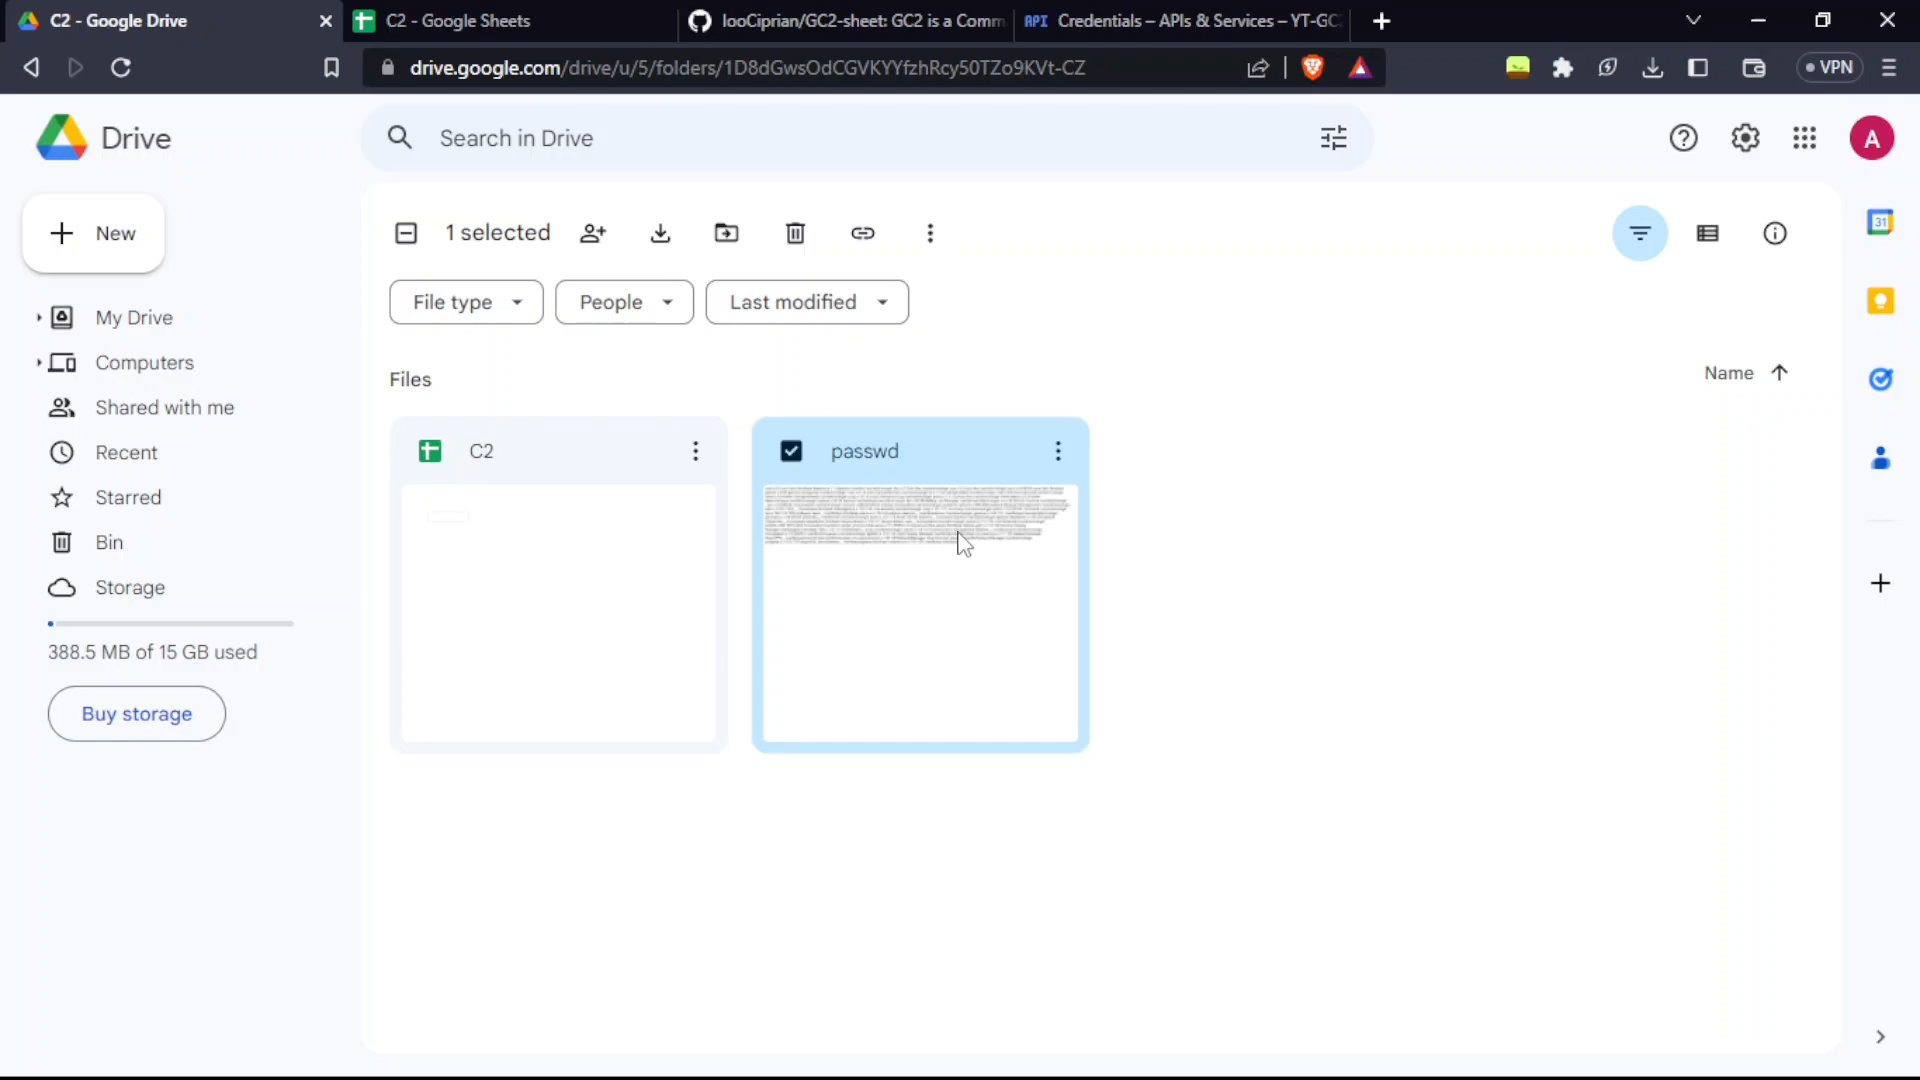 C2 - Google Drive
C2 - Google Sheets
looCiprian/GC2-sheet: GC2 is a Comm
API Credentials – APIs & Services – YT-GC
drive.google.com/drive/u/5/folders/1D8dGwsOdCGVKYYfzhRcy50TZo9KVt-CZ
VPN
Drive
Search in Drive
A
New
1 selected
31
My Drive
File type
People
Last modified
Computers
Files
Name
Shared with me
Recent
C2
passwd
Starred
Bin
Storage
388.5 MB of 15 GB used
Buy storage